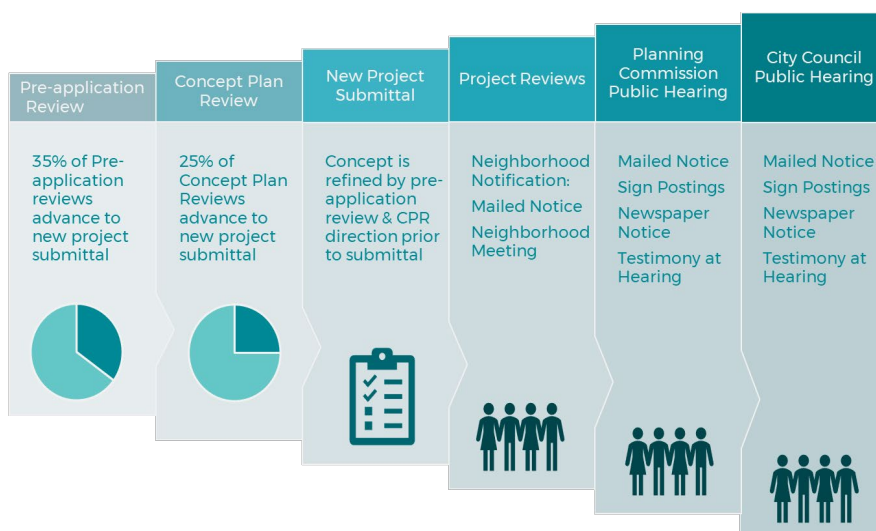 Pre-application
Review
35% of Pre-
application
reviews
advance to
new project
submittal
Concept Plan
Review
25% of
Concept Plan
Reviews
advance to
new project
submittal
New Project
Submittal
Concept is
refined by pre-
application
review & CPR
direction prior
to submittal
Project Reviews
Neighborhood
Notification:
Mailed Notice
Neighborhood
Meeting
Planning
Commission
Public Hearing
Mailed Notice
Sign Postings
Newspaper
Notice
Testimony at
Hearing
City Council
Public Hearing
Mailed Notice
Sign Postings
Newspaper
Notice
Testimony at
Hearing